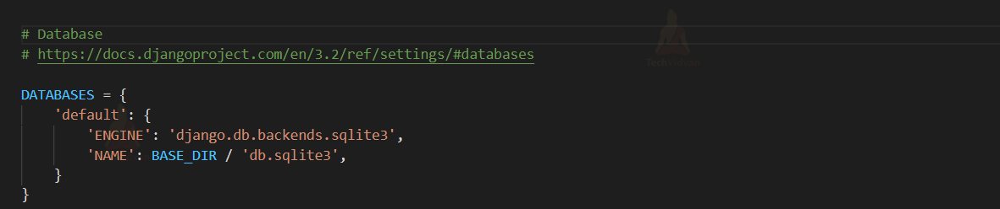 # Database
# https://docs.djangoproject.com/en/3.2/ref/settings/#databases
DATABASES = {
    'default': {
        'ENGINE': 'django.db.backends.sqlite3',
        'NAME': BASE_DIR / 'db.sqlite3',
    }
}